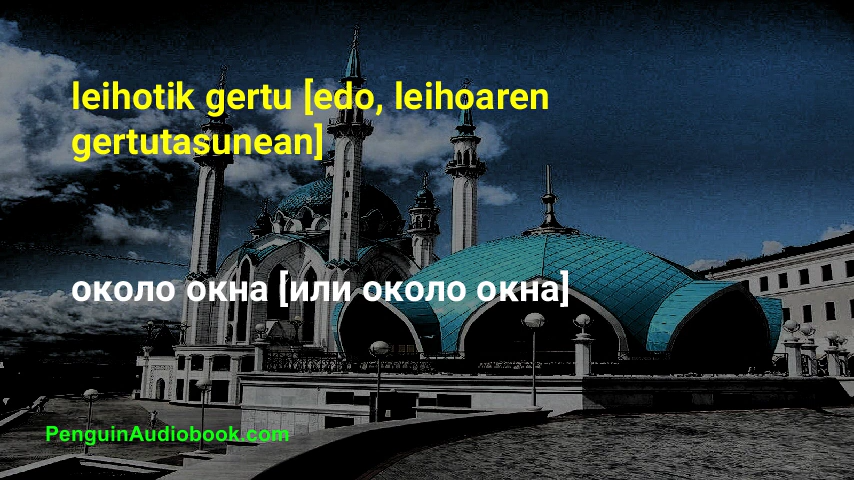 leihotik gertu [edo, leihoaren
gertutasunean]
около окна [или около окна]
PenguinAudiobook.com